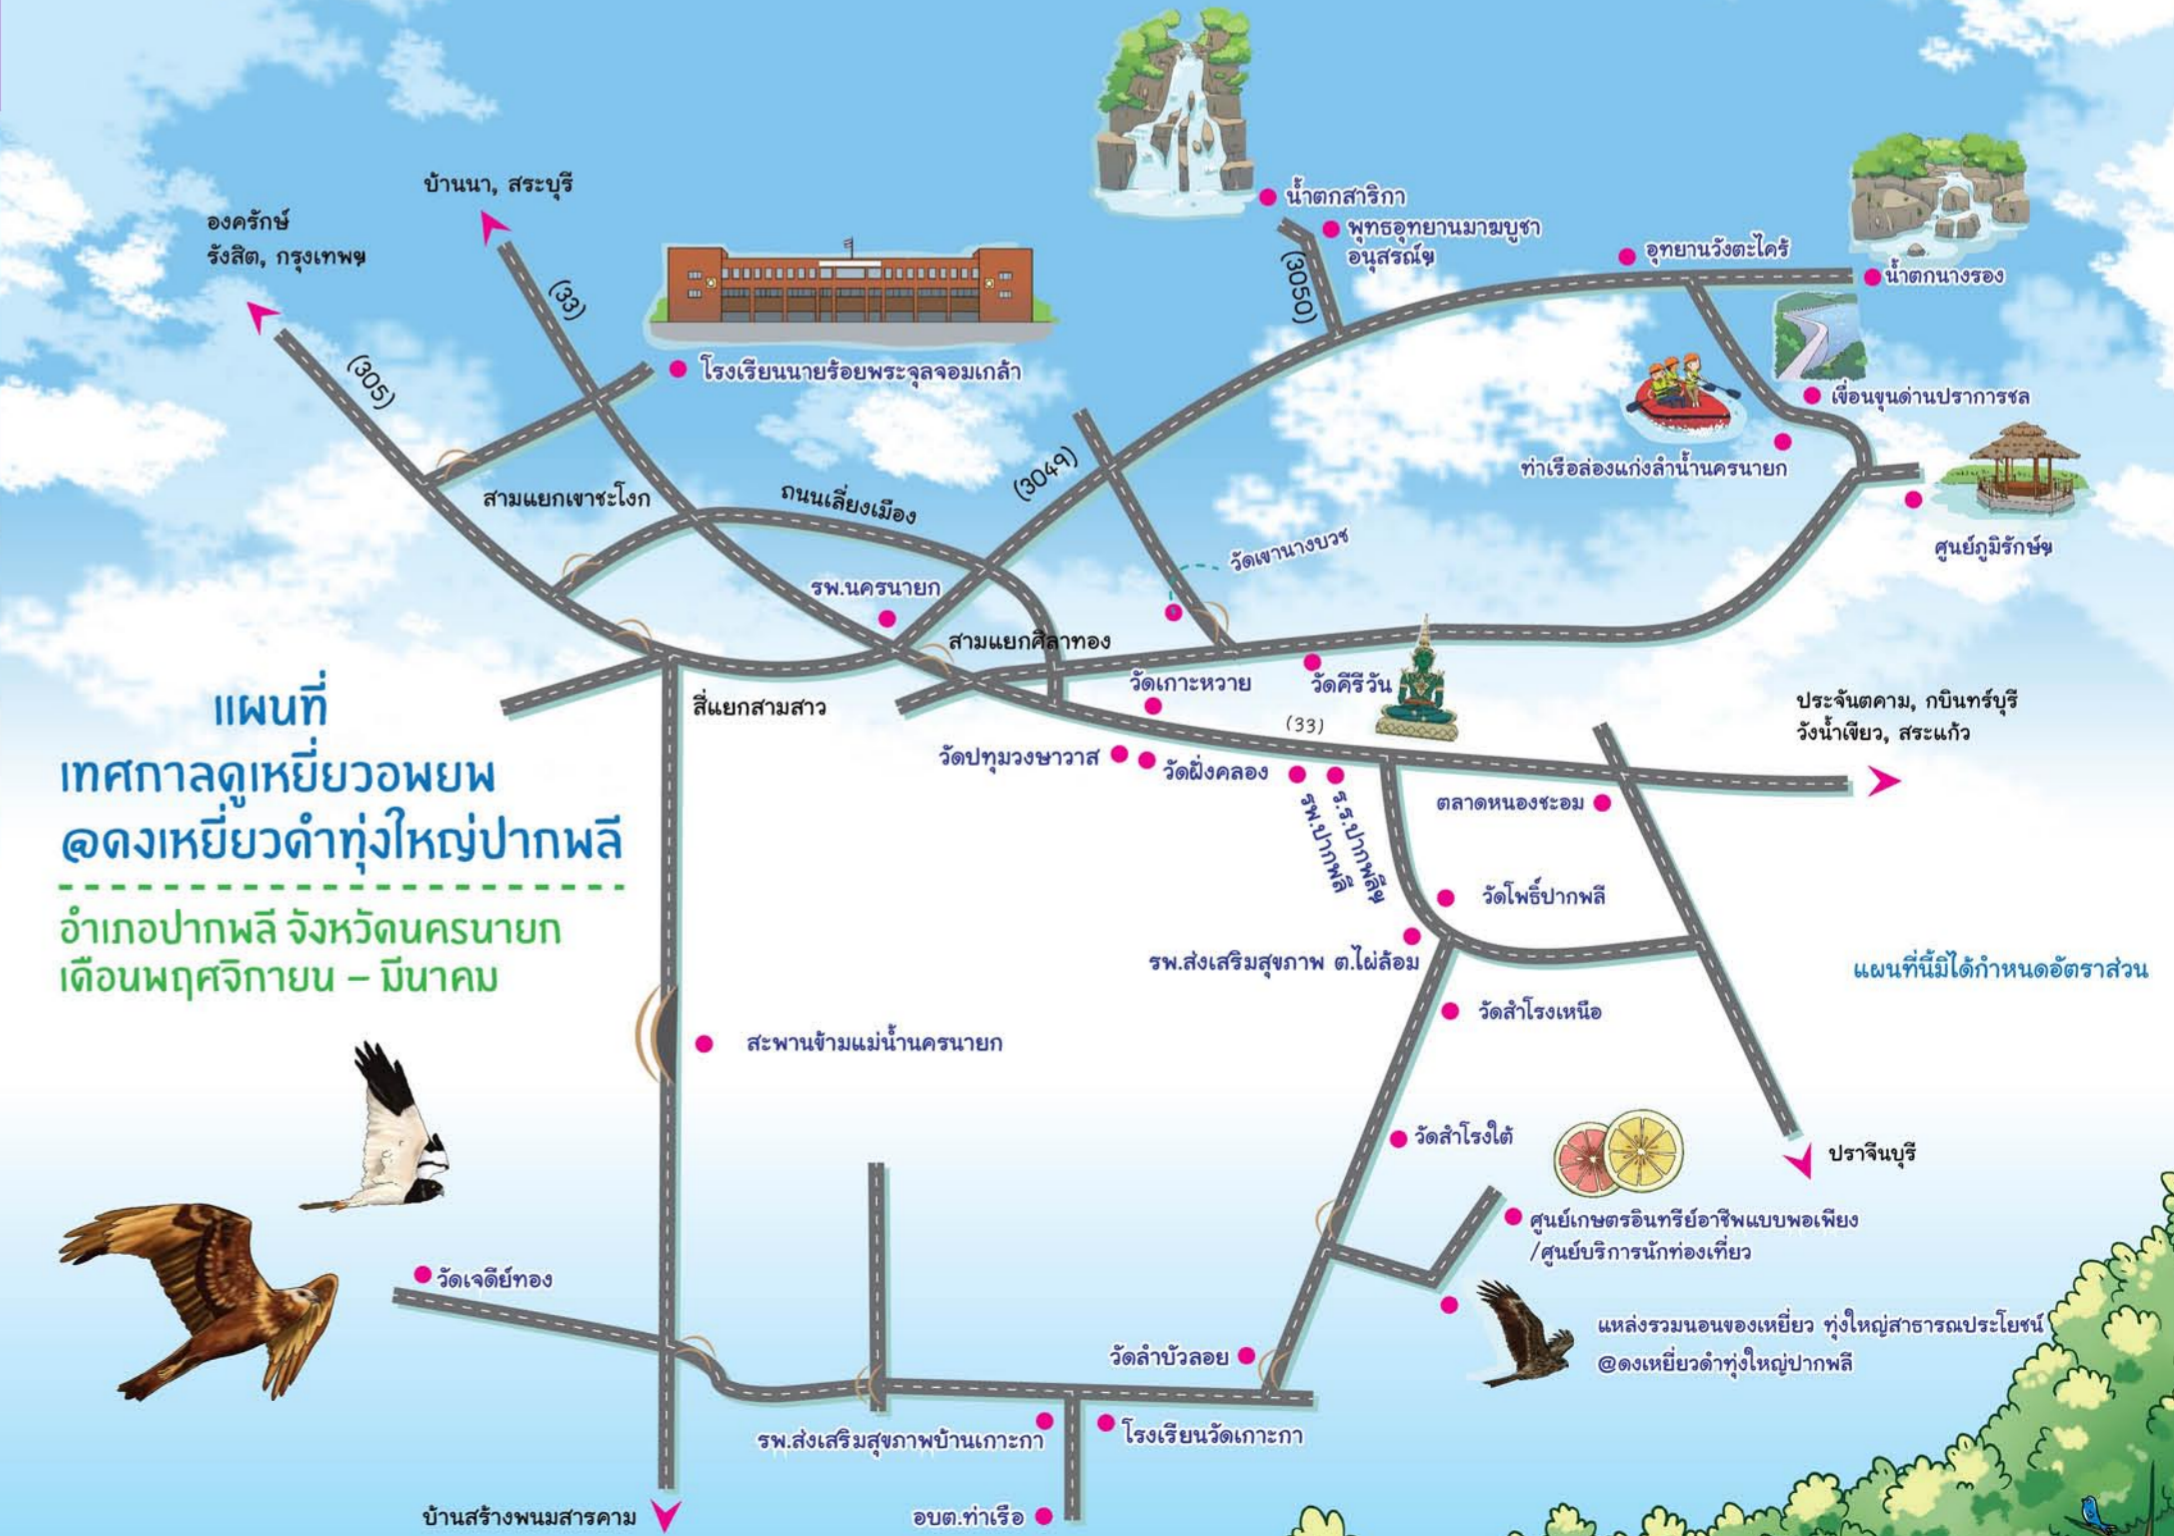 น้ำตกสาริกา
พุทธอุทยานมาฆบูชา
อนุสรณ์ฯ
(3050)
อุทยานวังตะไคร้
น้ำตกนางรอง
บ้านนา, สระบุรี
องครักษ์
รังสิต, กรุงเทพฯ
(33)
(305)
โรงเรียนนายร้อยพระจุลจอมเกล้า
เขื่อนขุนด่านปราการชล
ท่าเรือล่องแก่งลำน้ำนครนายก
ศูนย์ภูมิรักษ์ฯ
สามแยกเขาชะโงก
ถนนเลี่ยงเมือง
(3049)
วัดเขานางบวช
รพ.นครนายก
สามแยกศิลาทอง
วัดเกาะหวาย
วัดคีรีวัน
สี่แยกสามสาว
(33)
ประจันตคาม, กบินทร์บุรี
วังน้ำเขียว, สระแก้ว
แผนที่
เทศกาลดูเหยี่ยวอพยพ
@ดงเหยี่ยวดำทุ่งใหญ่ปากพลี
อำเภอปากพลี จังหวัดนครนายก
เดือนพฤศจิกายน – มีนาคม
วัดปทุมวงษาวาส
วัดฝั่งคลอง
รพ.ปากพลี
ร.ร.ปากพลีฯ
ตลาดหนองชะอม
วัดโพธิ์ปากพลี
รพ.ส่งเสริมสุขภาพ ต.ไผ่ล้อม
แผนที่นี้มิได้กำหนดอัตราส่วน
วัดสำโรงเหนือ
สะพานข้ามแม่น้ำนครนายก
วัดสำโรงใต้
ปราจีนบุรี
ศูนย์เกษตรอินทรีย์อาชีพแบบพอเพียง
/ศูนย์บริการนักท่องเที่ยว
วัดเจดีย์ทอง
แหล่งรวมนอนของเหยี่ยว ทุ่งใหญ่สาธารณประโยชน์
@ดงเหยี่ยวดำทุ่งใหญ่ปากพลี
วัดลำบัวลอย
รพ.ส่งเสริมสุขภาพบ้านเกาะกา
โรงเรียนวัดเกาะกา
บ้านสร้างพนมสารคาม
อบต.ท่าเรือ